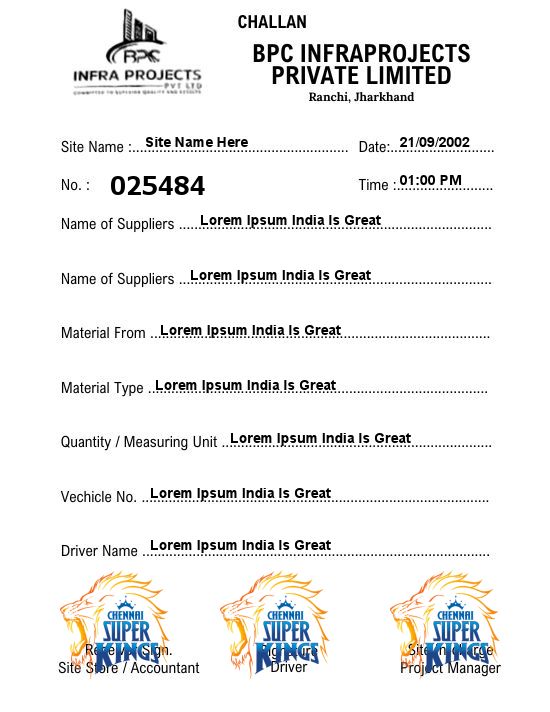 CHALLAN
BPC
INFRA PROJECTS
PVT LTD
COMMITTED TO SUPERIOR QUALITY AND RESULTS
BPC INFRAPROJECTS
PRIVATE LIMITED
Ranchi, Jharkhand
Site Name :....Site Name Here.... Date:..21/09/2002....
No. : 025484 Time :01:00 PM....
Name of Suppliers ....Lorem Ipsum India Is Great....
Name of Suppliers ..Lorem Ipsum India Is Great....
Material From ..Lorem Ipsum India Is Great....
Material Type ..Lorem Ipsum India Is Great....
Quantity / Measuring Unit ..Lorem Ipsum India Is Great....
Vechicle No. ..Lorem Ipsum India Is Great....
Driver Name ..Lorem Ipsum India Is Great....
CHENNAI SUPER KINGS CHENNAI SUPER KINGS CHENNAI SUPER KINGS
Receiver Sign. Signature Site Incharge
Site Store / Accountant Driver Project Manager